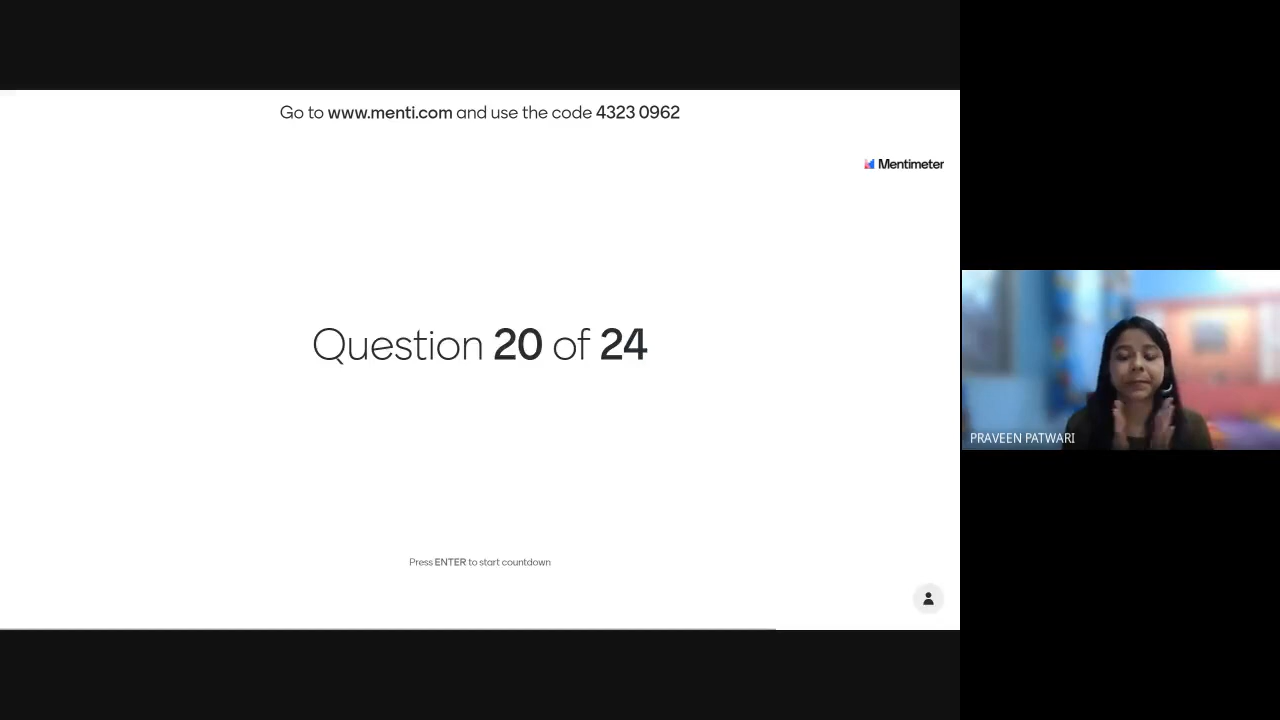 Go to www.menti.com and use the code 4323 0962
Mentimeter
Question 20 of 24
PRAVEEN PATWARI
Press ENTER to start countdown